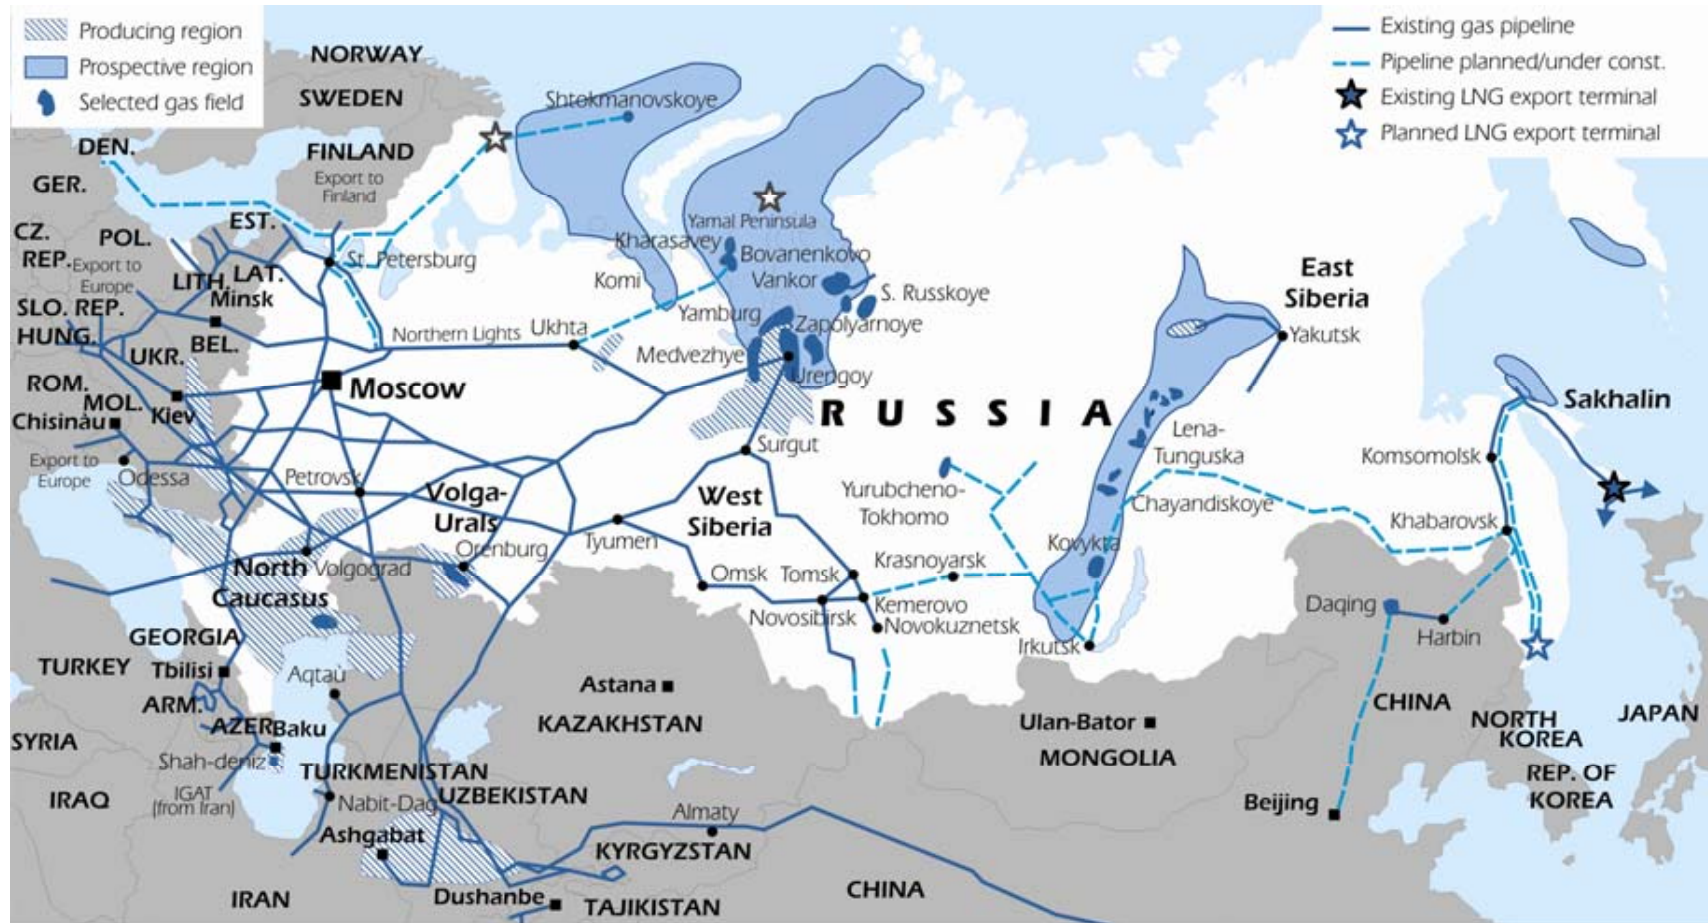 Producing region
Prospective region
Selected gas field
Existing gas pipeline
Pipeline planned/under const.
Existing LNG export terminal
Planned LNG export terminal
NORWAY
SWEDEN
FINLAND
Export to
Finland
DEN.
GER.
CZ.
REP.
POL.
Export to
Europe
EST.
LAT.
LITH.
Minsk
SLO. REP.
HUNG.
BEL.
UKR.
ROM.
MOL.
Chisinàu
Kiev
Export to
Europe
Odessa
St. Petersburg
Northern Lights
Ukhta
Moscow
Shtokmanovskoye
Yamal Peninsula
Kharasavey
Bovanenkovo
Komi
Vankor
S. Russkoye
Yamburg
Zapolyarnoye
Medvezhye
Urengoy
RUSSIA
East
Siberia
Yakutsk
Sakhalin
Surgut
Lena-
Tunguska
Komsomolsk
Petrovsk
Volga-
Urals
West
Siberia
Yurubcheno-
Tokhomo
Chayandiskoye
Khabarovsk
Tyumen
Orenburg
Krasnoyarsk
Kovykta
North
Caucasus
Volgograd
Omsk
Tomsk
Novosibirsk
Kemerovo
Novokuznetsk
Irkutsk
Daqing
Harbin
GEORGIA
TURKEY
Tbilisi
Aqtaù
Astana
KAZAKHSTAN
Ulan-Bator
MONGOLIA
CHINA
NORTH
KOREA
JAPAN
ARM.
AZER.
Baku
SYRIA
Shah-deniz
TURKMENISTAN
UZBEKISTAN
IRAQ
IGAT
(from Iran)
Nabit-Dag
Almaty
Beijing
REP. OF
KOREA
Ashgabat
KYRGYZSTAN
IRAN
Dushanbe
TAJIKISTAN
CHINA